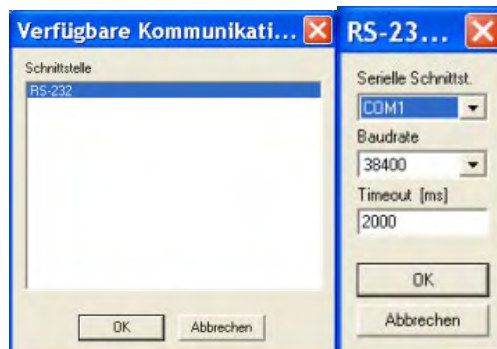 Verfügbare Kommunikati...
Schnittstelle
RS-232
OK
Abbrechen
RS-23...
Serielle Schnittst.
COM1
Baudrate
38400
Timeout [ms]
2000
OK
Abbrechen